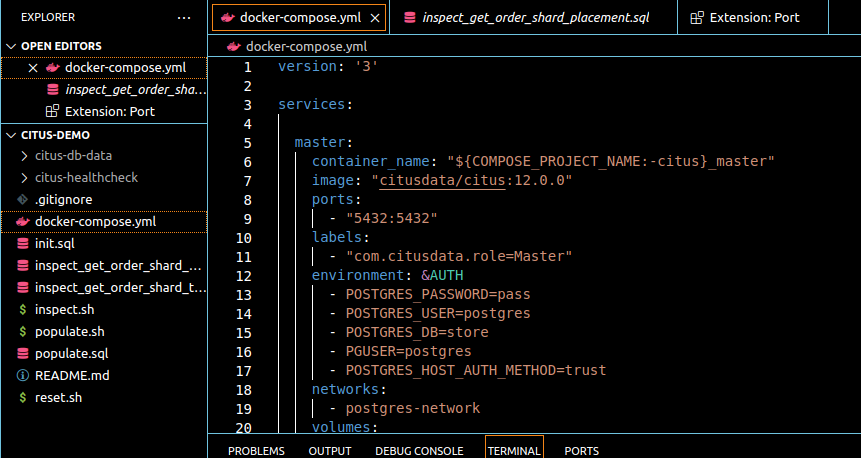 EXPLORER
OPEN EDITORS
docker-compose.yml
inspect_get_order_sha...
Extension: Port
CITUS-DEMO
citus-db-data
citus-healthcheck
.gitignore
docker-compose.yml
init.sql
inspect_get_order_shard_...
inspect_get_order_shard_t...
inspect.sh
populate.sh
populate.sql
README.md
reset.sh
docker-compose.yml
inspect_get_order_shard_placement.sql
Extension: Port
docker-compose.yml
1 version: '3'
2
3 services:
4
5 master:
6 container_name: "${COMPOSE_PROJECT_NAME:-citus}_master"
7 image: "citusdata/citus:12.0.0"
8 ports:
9 - "5432:5432"
10 labels:
11 - "com.citusdata.role=Master"
12 environment: &AUTH
13 - POSTGRES_PASSWORD=pass
14 - POSTGRES_USER=postgres
15 - POSTGRES_DB=store
16 - PGUSER=postgres
17 - POSTGRES_HOST_AUTH_METHOD=trust
18 networks:
19 - postgres-network
20 volumes:
PROBLEMS OUTPUT DEBUG CONSOLE TERMINAL PORTS